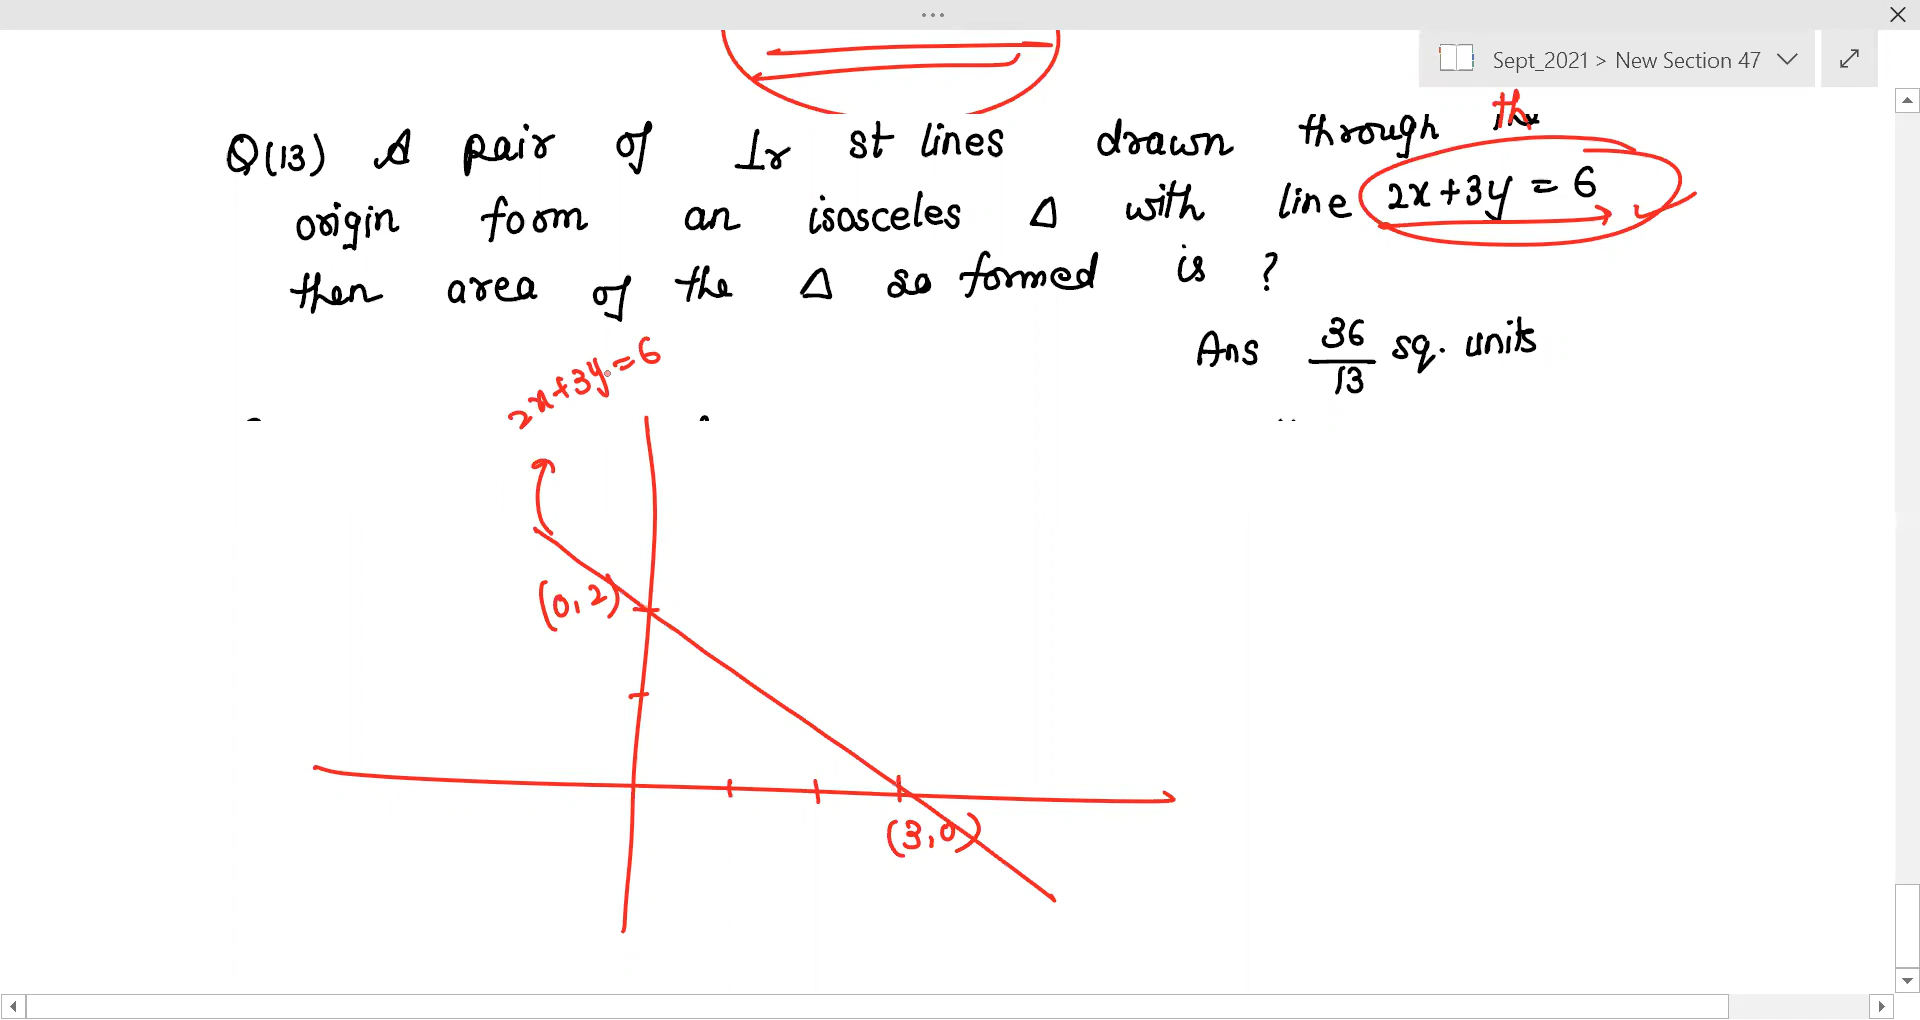 Sept_2021 > New Section 47
th
Q(13) A pair of ⊥r st lines drawn through the
origin form an isosceles Δ with line 2x+3y = 6
then area of the Δ so formed is ?
Ans 36/13 sq. units
2x+3y=6
(0,2)
(3,0)